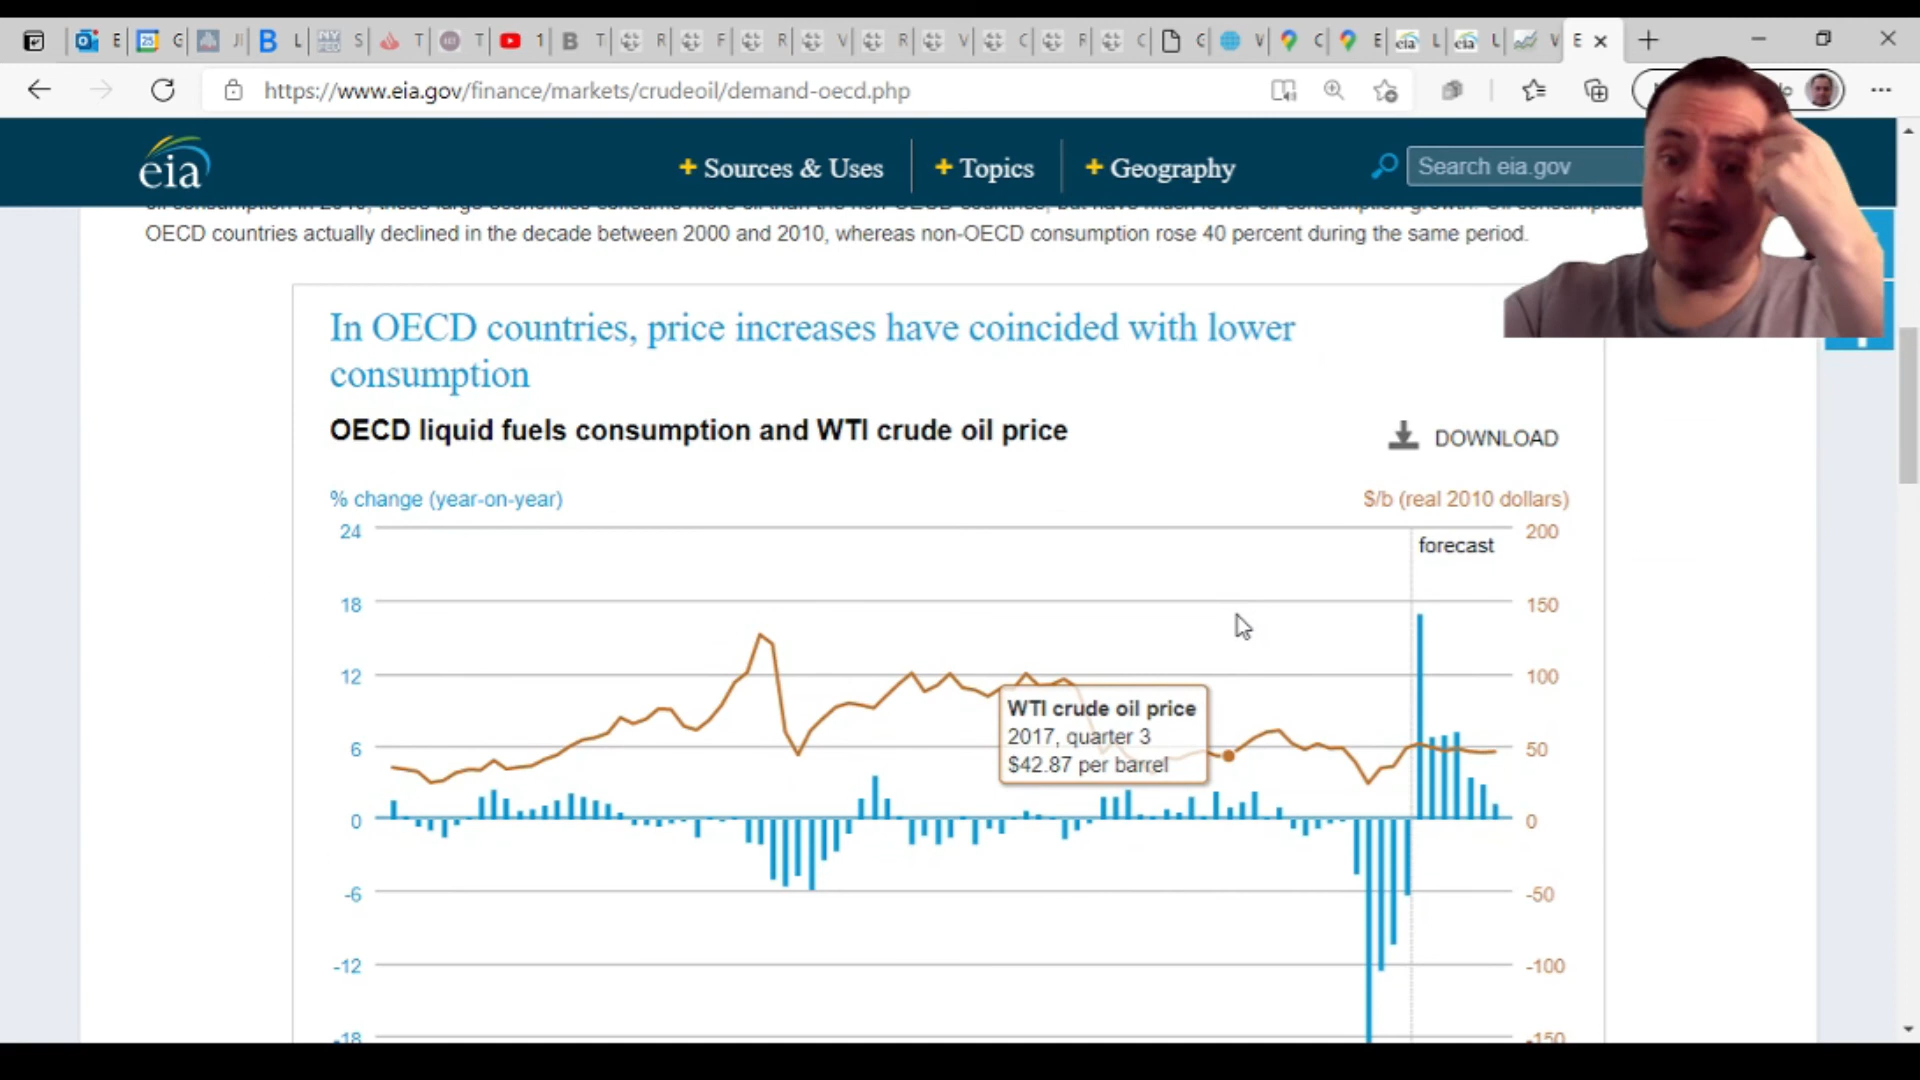 E
G
JI
L
S
T
T
1
T
R
F
R
V
R
V
C
F
C
G
V
C
E
L
L
V
E
https://www.eia.gov/finance/markets/crudeoil/demand-oecd.php
eia
+ Sources & Uses
+ Topics
+ Geography
Search eia.gov
OECD countries actually declined in the decade between 2000 and 2010, whereas non-OECD consumption rose 40 percent during the same period.
In OECD countries, price increases have coincided with lower
consumption
OECD liquid fuels consumption and WTI crude oil price
DOWNLOAD
% change (year-on-year)
$/b (real 2010 dollars)
24
200
forecast
18
150
12
100
WTI crude oil price
2017, quarter 3
$42.87 per barrel
6
50
0
0
-6
-50
-12
-100
-18
-150